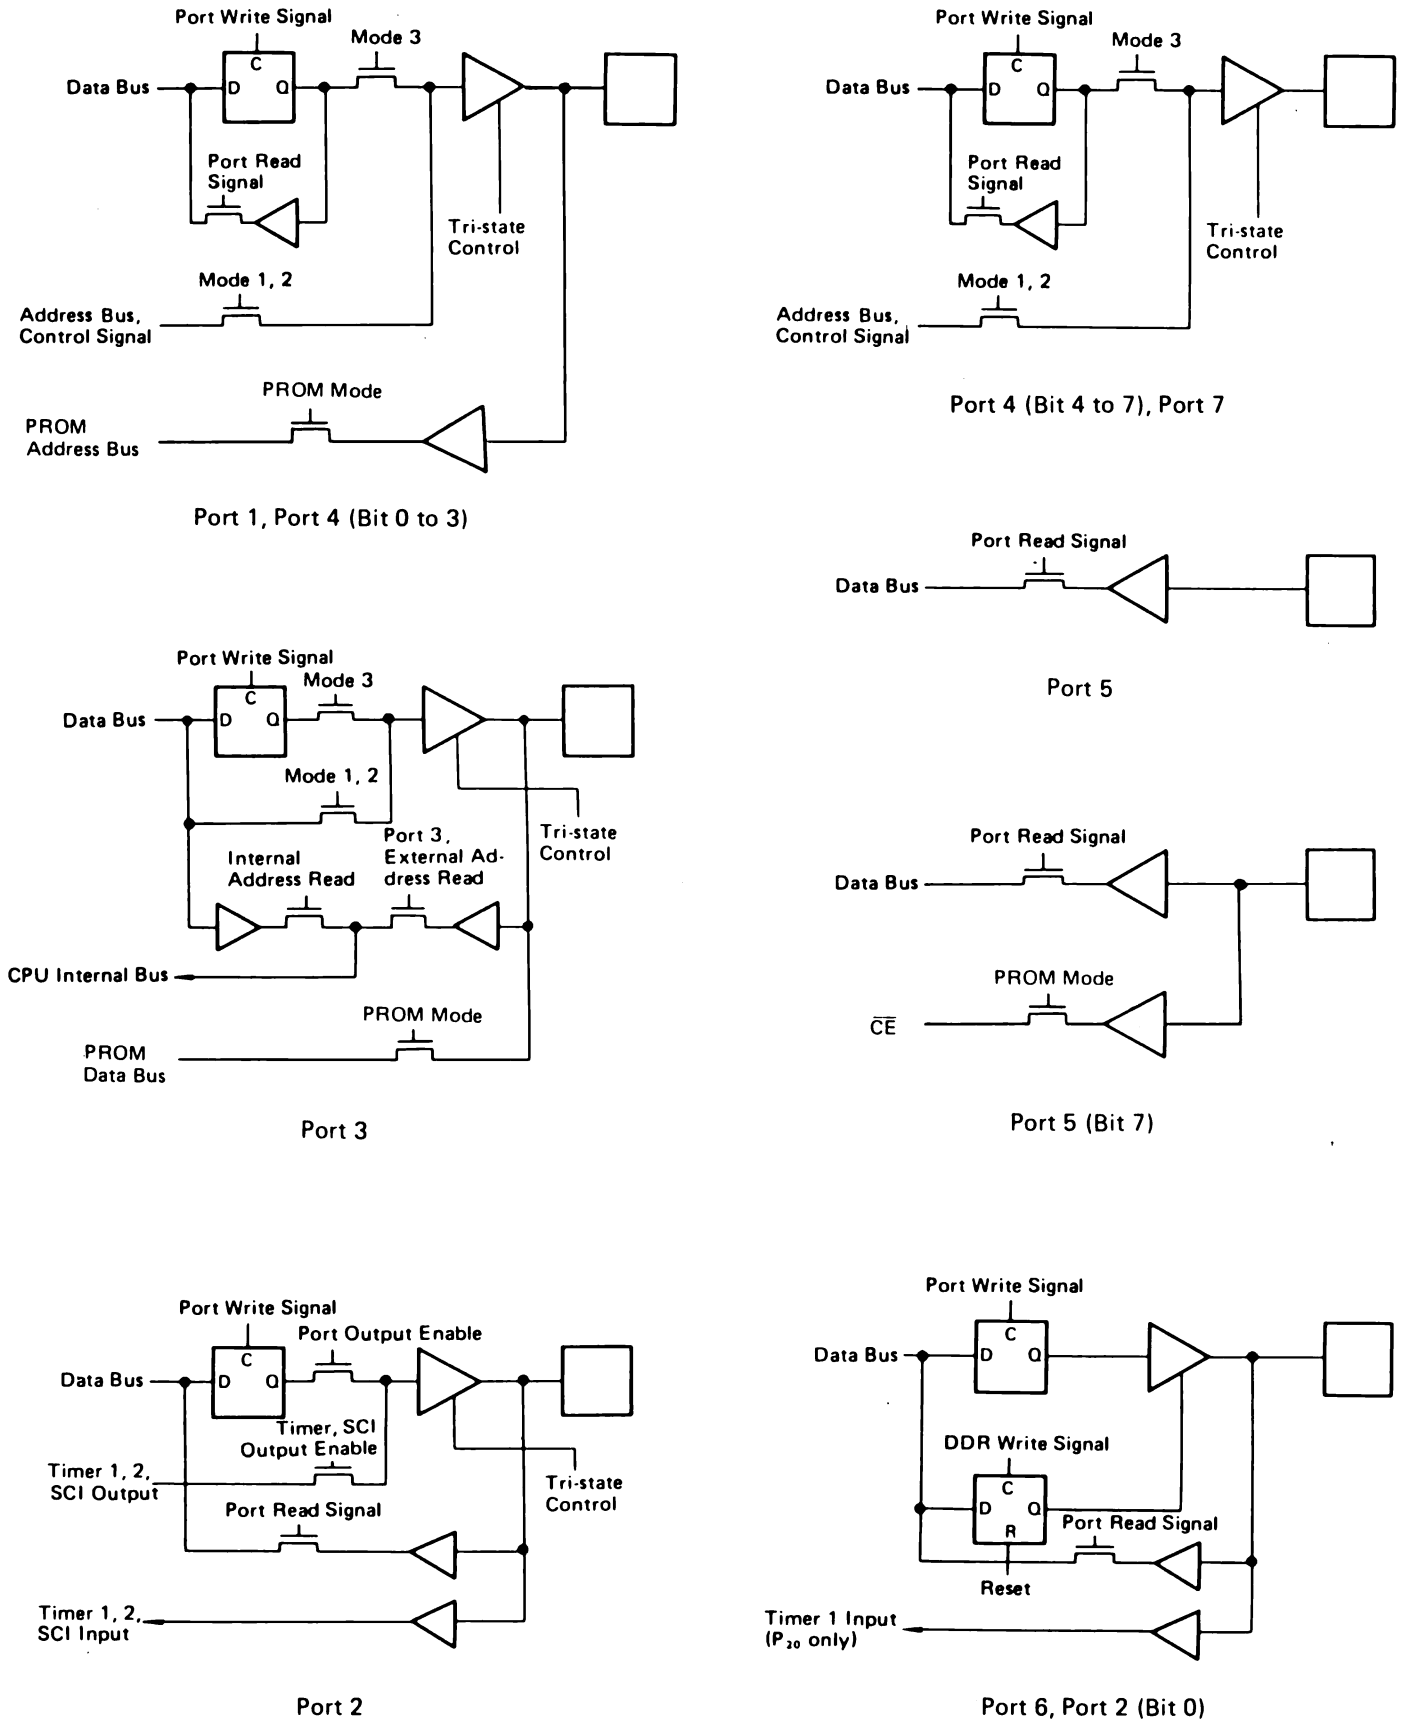 Port Write Signal
Mode 3
C
Data Bus
D
Q
Port Read
Signal
Tri-state
Control
Mode 1, 2
Address Bus,
Control Signal
PROM Mode
PROM
Address Bus
Port 1, Port 4 (Bit 0 to 3)
Port Write Signal
Mode 3
C
Data Bus
D
Q
Port Read
Signal
Tri-state
Control
Mode 1, 2
Address Bus,
Control Signal
Port 4 (Bit 4 to 7), Port 7
Port Read Signal
Data Bus
Port 5
Port Write Signal
Mode 3
C
Data Bus
D
Q
Mode 1, 2
Tri-state
Control
Port 3,
External Ad-
dress Read
Internal
Address Read
CPU Internal Bus
PROM Mode
PROM
Data Bus
Port 3
Port Read Signal
Data Bus
PROM Mode
C̅E̅
Port 5 (Bit 7)
Port Write Signal
Port Output Enable
C
Data Bus
D
Q
Timer, SCI
Output Enable
Timer 1, 2,
SCI Output
Tri-state
Control
Port Read Signal
Timer 1, 2,
SCI Input
Port 2
Port Write Signal
C
Data Bus
D
Q
DDR Write Signal
C
D
Q
R
Port Read Signal
Reset
Timer 1 Input
(P₂₀ only)
Port 6, Port 2 (Bit 0)